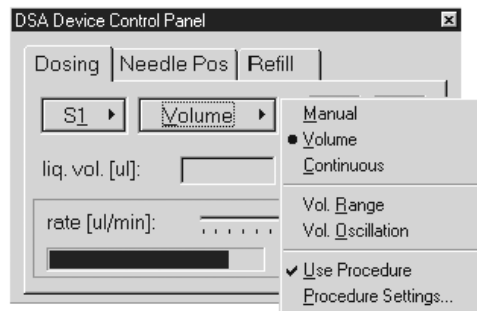 DSA Device Control Panel
Dosing Needle Pos Refill
S1 Volume
liq. vol. [ul]:
rate [ul/min]:
Manual
Volume
Continuous
Vol. Range
Vol. Oscillation
Use Procedure
Procedure Settings...